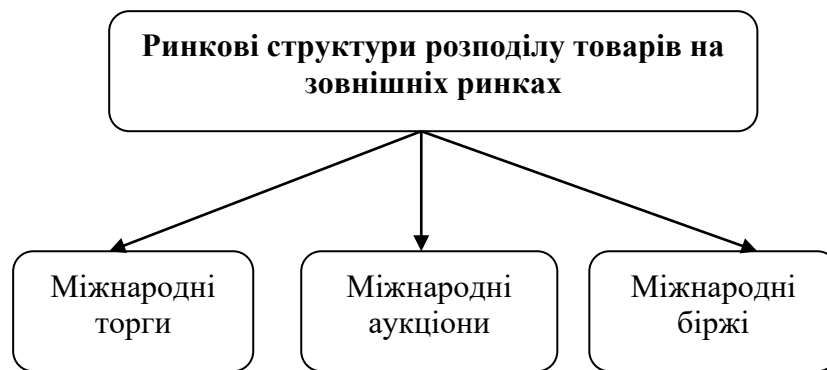 Ринкові структури розподілу товарів на
зовнішніх ринках
Міжнародні
торги
Міжнародні
аукціони
Міжнародні
біржі